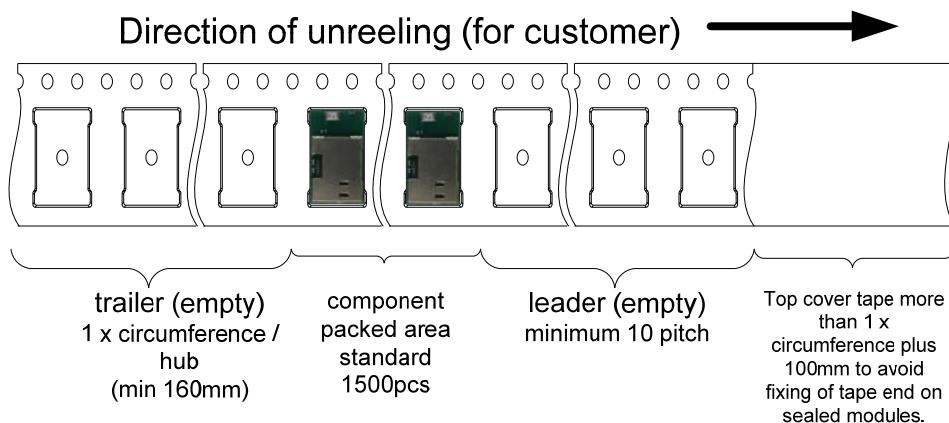 Direction of unreeling (for customer)
trailer (empty)
1 x circumference /
hub
(min 160mm)
component
packed area
standard
1500pcs
leader (empty)
minimum 10 pitch
Top cover tape more
than 1 x
circumference plus
100mm to avoid
fixing of tape end on
sealed modules.